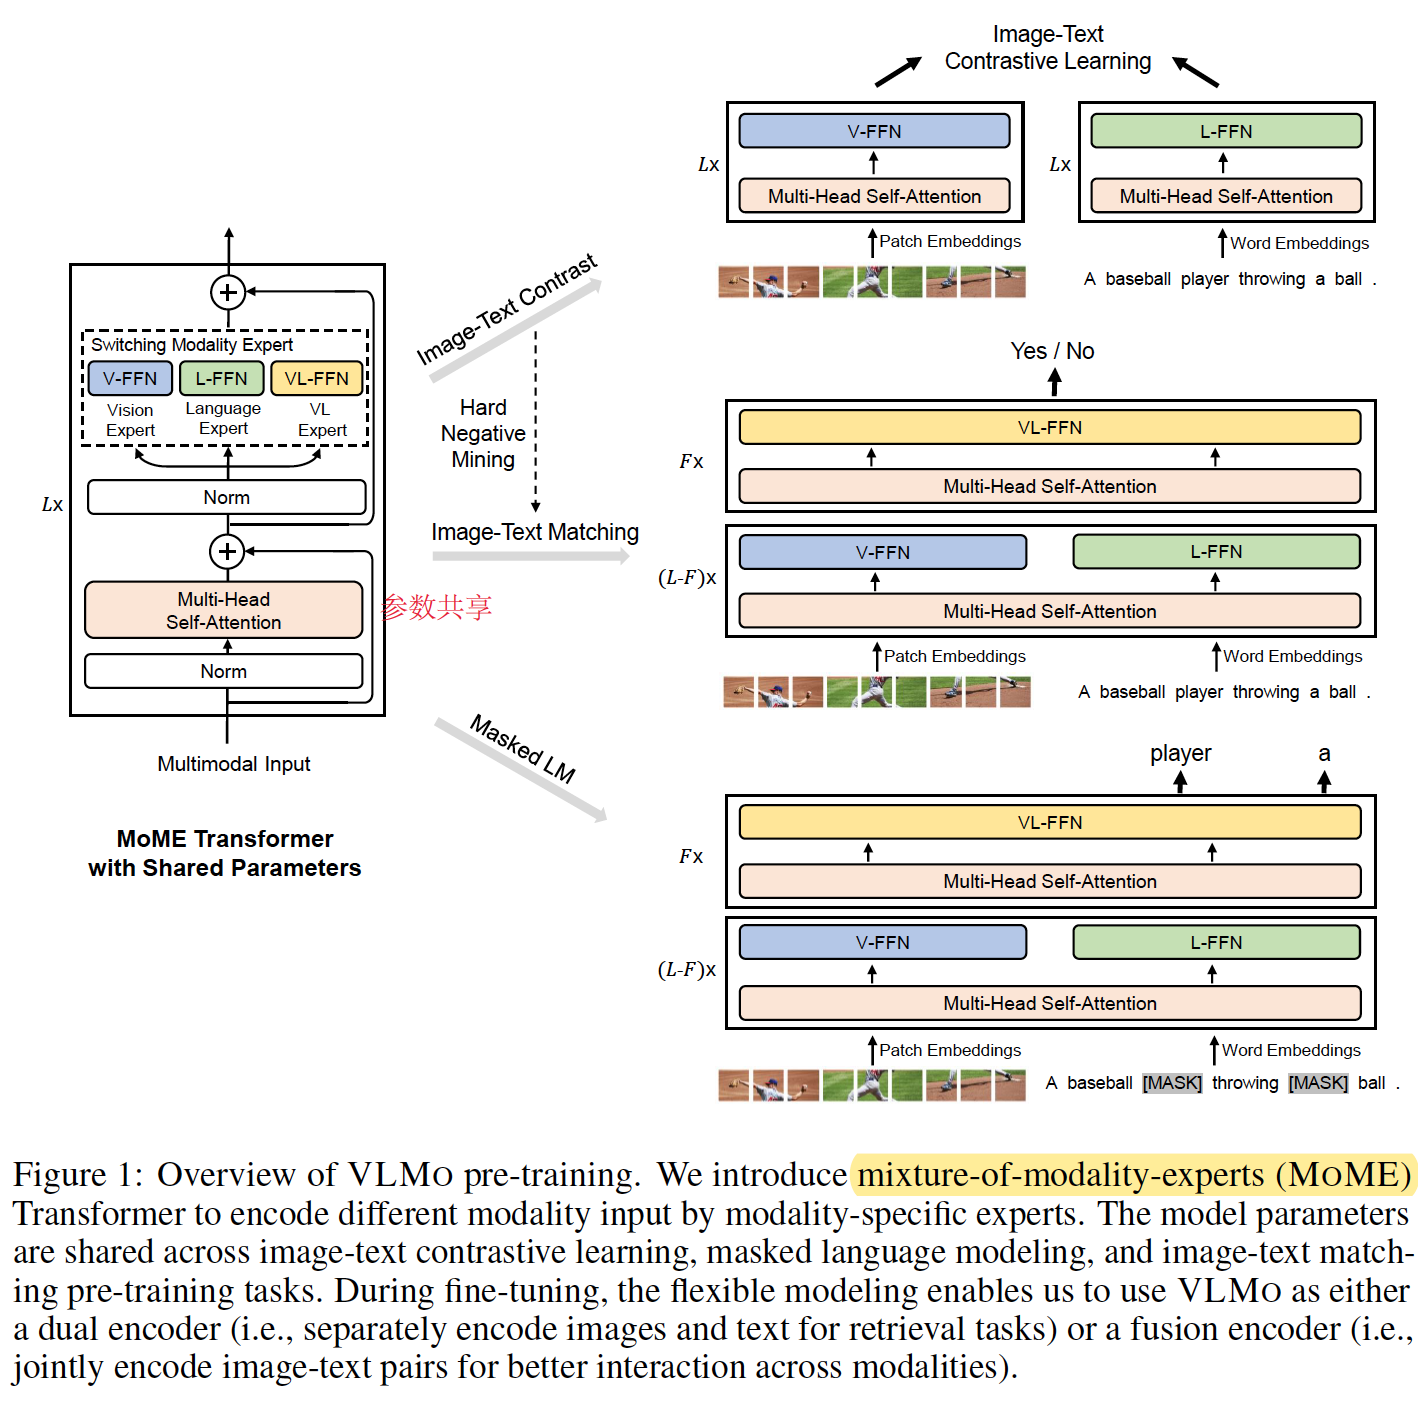 Image-Text
Contrastive Learning
V-FFN
L-FFN
Lx
Lx
Multi-Head Self-Attention
Multi-Head Self-Attention
Patch Embeddings
Word Embeddings
A baseball player throwing a ball .
Switching Modality Expert
V-FFN
L-FFN
VL-FFN
Vision
Expert
Language
Expert
VL
Expert
Norm
Lx
Multi-Head
Self-Attention
参数共享
Norm
Multimodal Input
MoME Transformer
with Shared Parameters
Image-Text Contrast
Hard
Negative
Mining
Image-Text Matching
Masked LM
Yes / No
VL-FFN
Fx
Multi-Head Self-Attention
V-FFN
L-FFN
(L-F)x
Multi-Head Self-Attention
Patch Embeddings
Word Embeddings
A baseball player throwing a ball .
player
a
VL-FFN
Fx
Multi-Head Self-Attention
V-FFN
L-FFN
(L-F)x
Multi-Head Self-Attention
Patch Embeddings
Word Embeddings
A baseball [MASK] throwing [MASK] ball .
Figure 1: Overview of VLMO pre-training. We introduce mixture-of-modality-experts (MOME)
Transformer to encode different modality input by modality-specific experts. The model parameters
are shared across image-text contrastive learning, masked language modeling, and image-text match-
ing pre-training tasks. During fine-tuning, the flexible modeling enables us to use VLMO as either
a dual encoder (i.e., separately encode images and text for retrieval tasks) or a fusion encoder (i.e.,
jointly encode image-text pairs for better interaction across modalities).